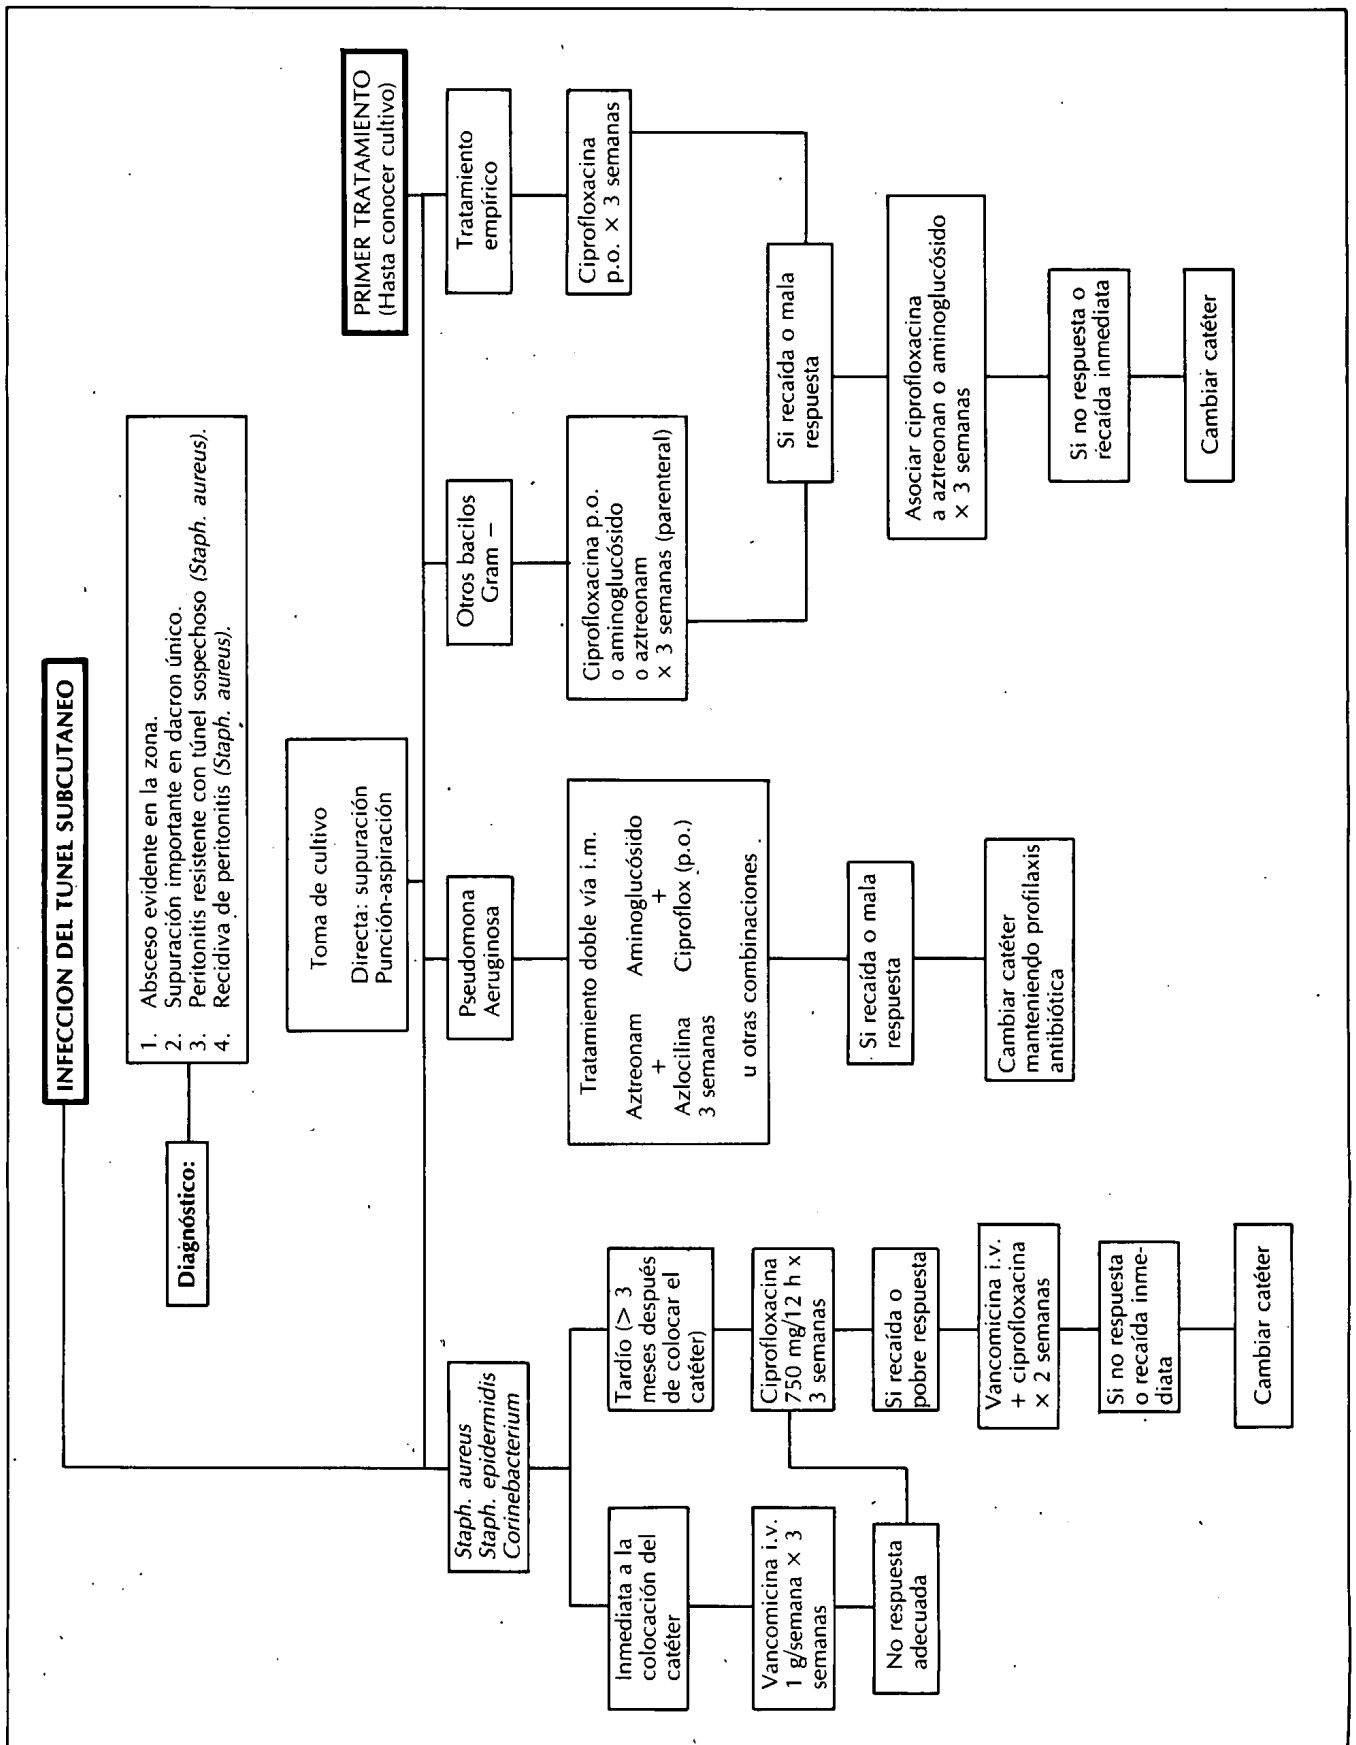 INFECCION DEL TUNEL SUBCUTANEO
Diagnóstico:
1. Absceso evidente en la zona.
2. Supuración importante en dacron único.
3. Peritonitis resistente con túnel sospechoso (Staph. aureus).
4. Recidiva de peritonitis (Staph. aureus).
Toma de cultivo
Directa: supuración
Punción-aspiración
PRIMER TRATAMIENTO
(Hasta conocer cultivo)
Staph. aureus
Staph. epidermidis
Corinebacterium
Inmediata a la
colocación del
catéter
Vancomicina i.v.
1 g/semana × 3
semanas
No respuesta
adecuada
Tardío (> 3
meses después
de colocar el
catéter)
Ciprofloxacina
750 mg/12 h x
3 semanas
Si recaída o
pobre respuesta
Vancomicina i.v.
+ ciprofloxacina
× 2 semanas
Si no respuesta
o recaída inme-
diata
Cambiar catéter
Pseudomona
Aeruginosa
Tratamiento doble vía i.m.
Aztreonam Aminoglucósido
+ +
Azlocilina Ciproflox (p.o.)
3 semanas
u otras combinaciones
Si recaída o mala
respuesta
Cambiar catéter
manteniendo profilaxis
antibiótica
Otros bacilos
Gram –
Ciprofloxacina p.o.
o aminoglucósido
o aztreonam
× 3 semanas (parenteral)
Tratamiento
empírico
Ciprofloxacina
p.o. × 3 semanas
Si recaída o mala
respuesta
Asociar ciprofloxacina
a aztreonan o aminoglucósido
× 3 semanas
Si no respuesta o
recaída inmediata
Cambiar catéter